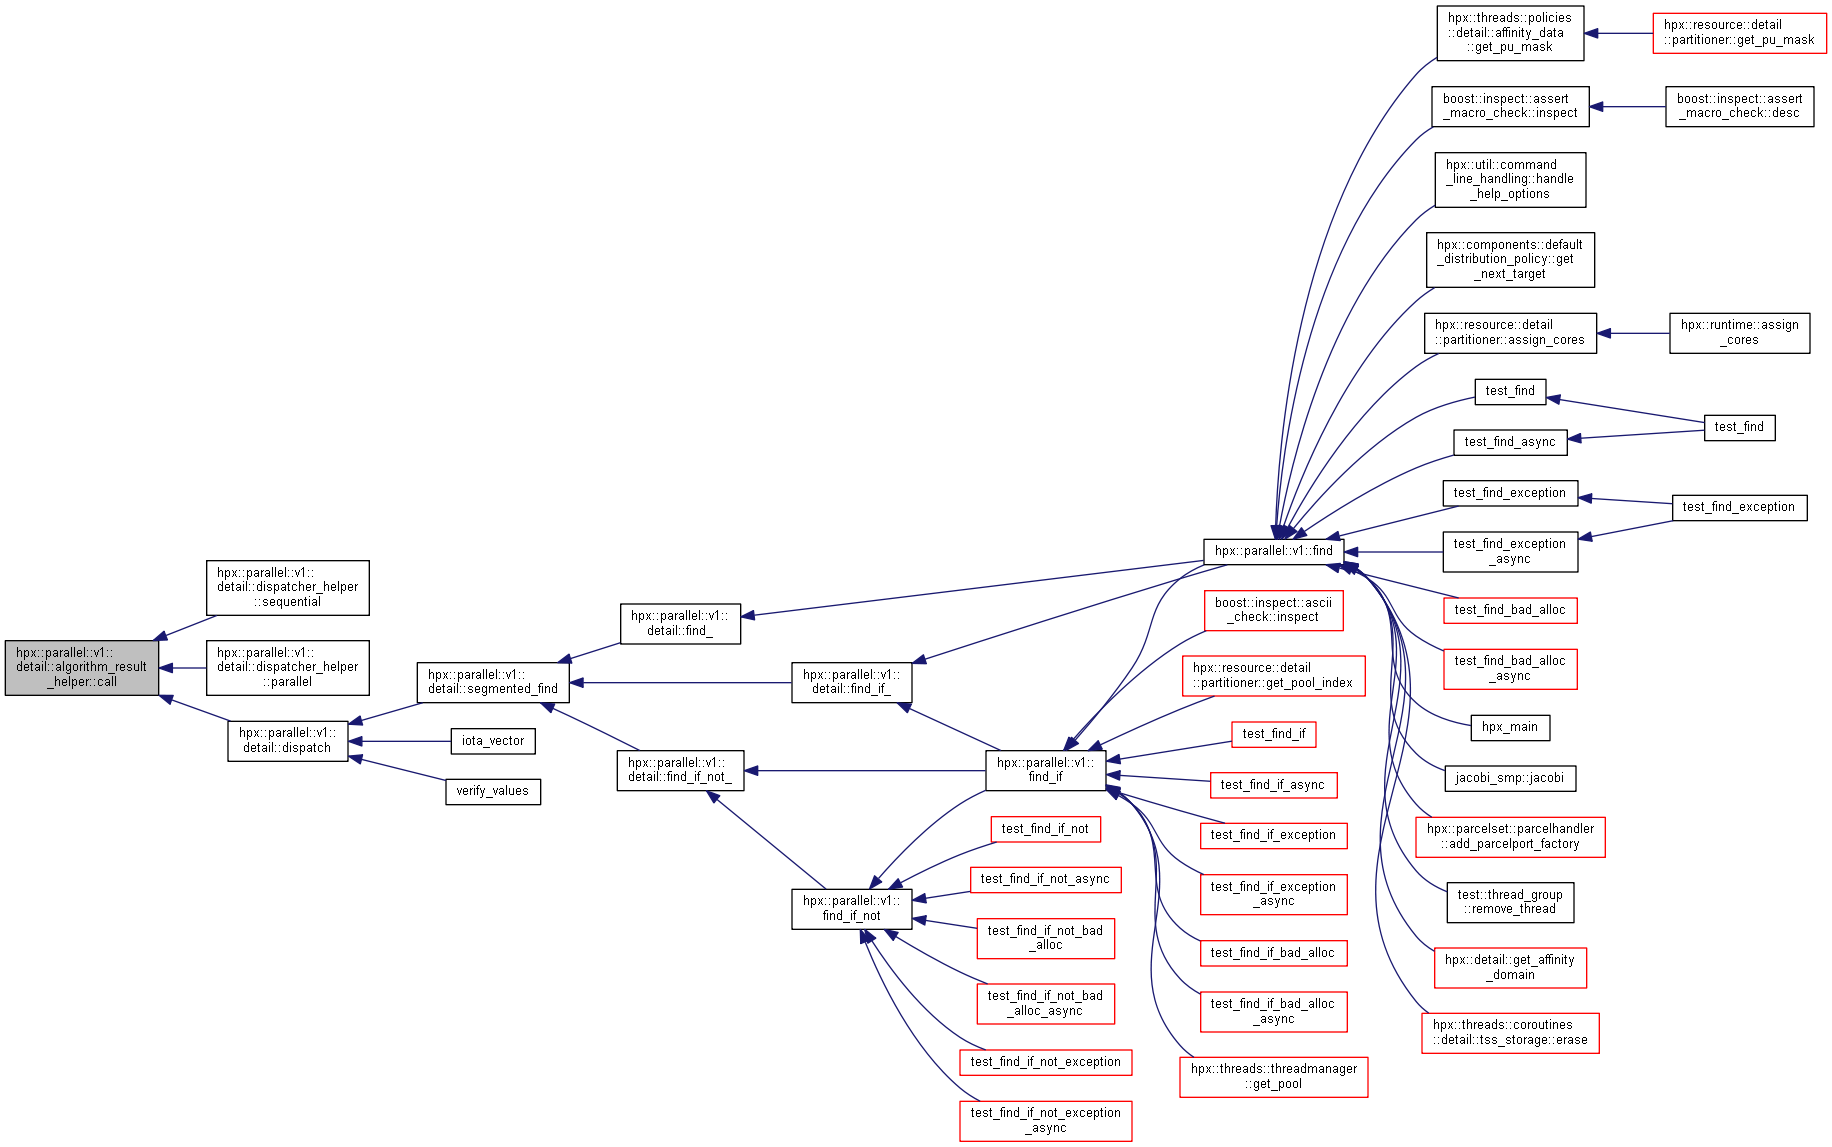 hpx::parallel::v1::
detail::algorithm_result
_helper::call
hpx::parallel::v1::
detail::dispatcher_helper
::sequential
hpx::parallel::v1::
detail::dispatcher_helper
::parallel
hpx::parallel::v1::
detail::dispatch
hpx::parallel::v1::
detail::segmented_find
iota_vector
verify_values
hpx::parallel::v1::
detail::find_
hpx::parallel::v1::
detail::find_if_not_
hpx::parallel::v1::
detail::find_if_
hpx::parallel::v1::
find_if_not
hpx::parallel::v1::
find_if
test_find_if_not
test_find_if_not_async
test_find_if_not_bad
_alloc
test_find_if_not_bad
_alloc_async
test_find_if_not_exception
test_find_if_not_exception
_async
hpx::parallel::v1::find
boost::inspect::ascii
_check::inspect
hpx::resource::detail
::partitioner::get_pool_index
test_find_if
test_find_if_async
test_find_if_exception
test_find_if_exception
_async
test_find_if_bad_alloc
test_find_if_bad_alloc
_async
hpx::threads::threadmanager
::get_pool
hpx::threads::policies
::detail::affinity_data
::get_pu_mask
boost::inspect::assert
_macro_check::inspect
hpx::util::command
_line_handling::handle
_help_options
hpx::components::default
_distribution_policy::get
_next_target
hpx::resource::detail
::partitioner::assign_cores
test_find
test_find_async
test_find_exception
test_find_exception
_async
test_find_bad_alloc
test_find_bad_alloc
_async
hpx_main
jacobi_smp::jacobi
hpx::parcelset::parcelhandler
::add_parcelport_factory
test::thread_group
::remove_thread
hpx::detail::get_affinity
_domain
hpx::threads::coroutines
::detail::tss_storage::erase
hpx::resource::detail
::partitioner::get_pu_mask
boost::inspect::assert
_macro_check::desc
hpx::runtime::assign
_cores
test_find
test_find_exception